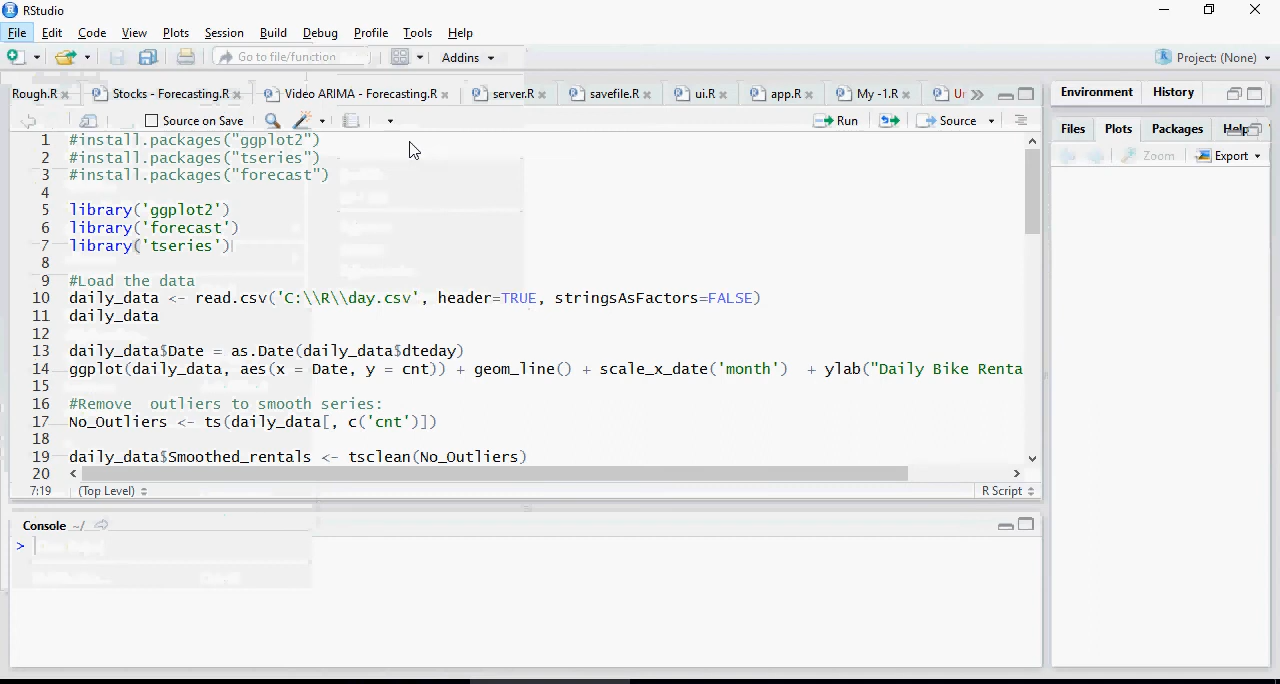 RStudio
File Edit Code View Plots Session Build Debug Profile Tools Help
Go to file/function Addins Project: (None)
Rough.R Stocks - Forecasting.R Video ARIMA - Forecasting.R server.R savefile.R ui.R app.R My -1.R
Source on Save Run Source
1 #install.packages("ggplot2")
2 #install.packages("tseries")
3 #install.packages("forecast")
4
5 library('ggplot2')
6 library('forecast')
7 library('tseries')
8
9 #Load the data
10 daily_data <- read.csv('C:\\R\\day.csv', header=TRUE, stringsAsFactors=FALSE)
11 daily_data
12
13 daily_data$Date = as.Date(daily_data$dteday)
14 ggplot(daily_data, aes(x = Date, y = cnt)) + geom_line() + scale_x_date('month') + ylab("Daily Bike Renta
15
16 #Remove outliers to smooth series:
17 No_Outliers <- ts(daily_data[, c('cnt')])
18
19 daily_data$Smoothed_rentals <- tsclean(No_Outliers)
20
7:19 (Top Level) R Script
Console ~/
>
Environment History
Files Plots Packages Help
Zoom Export